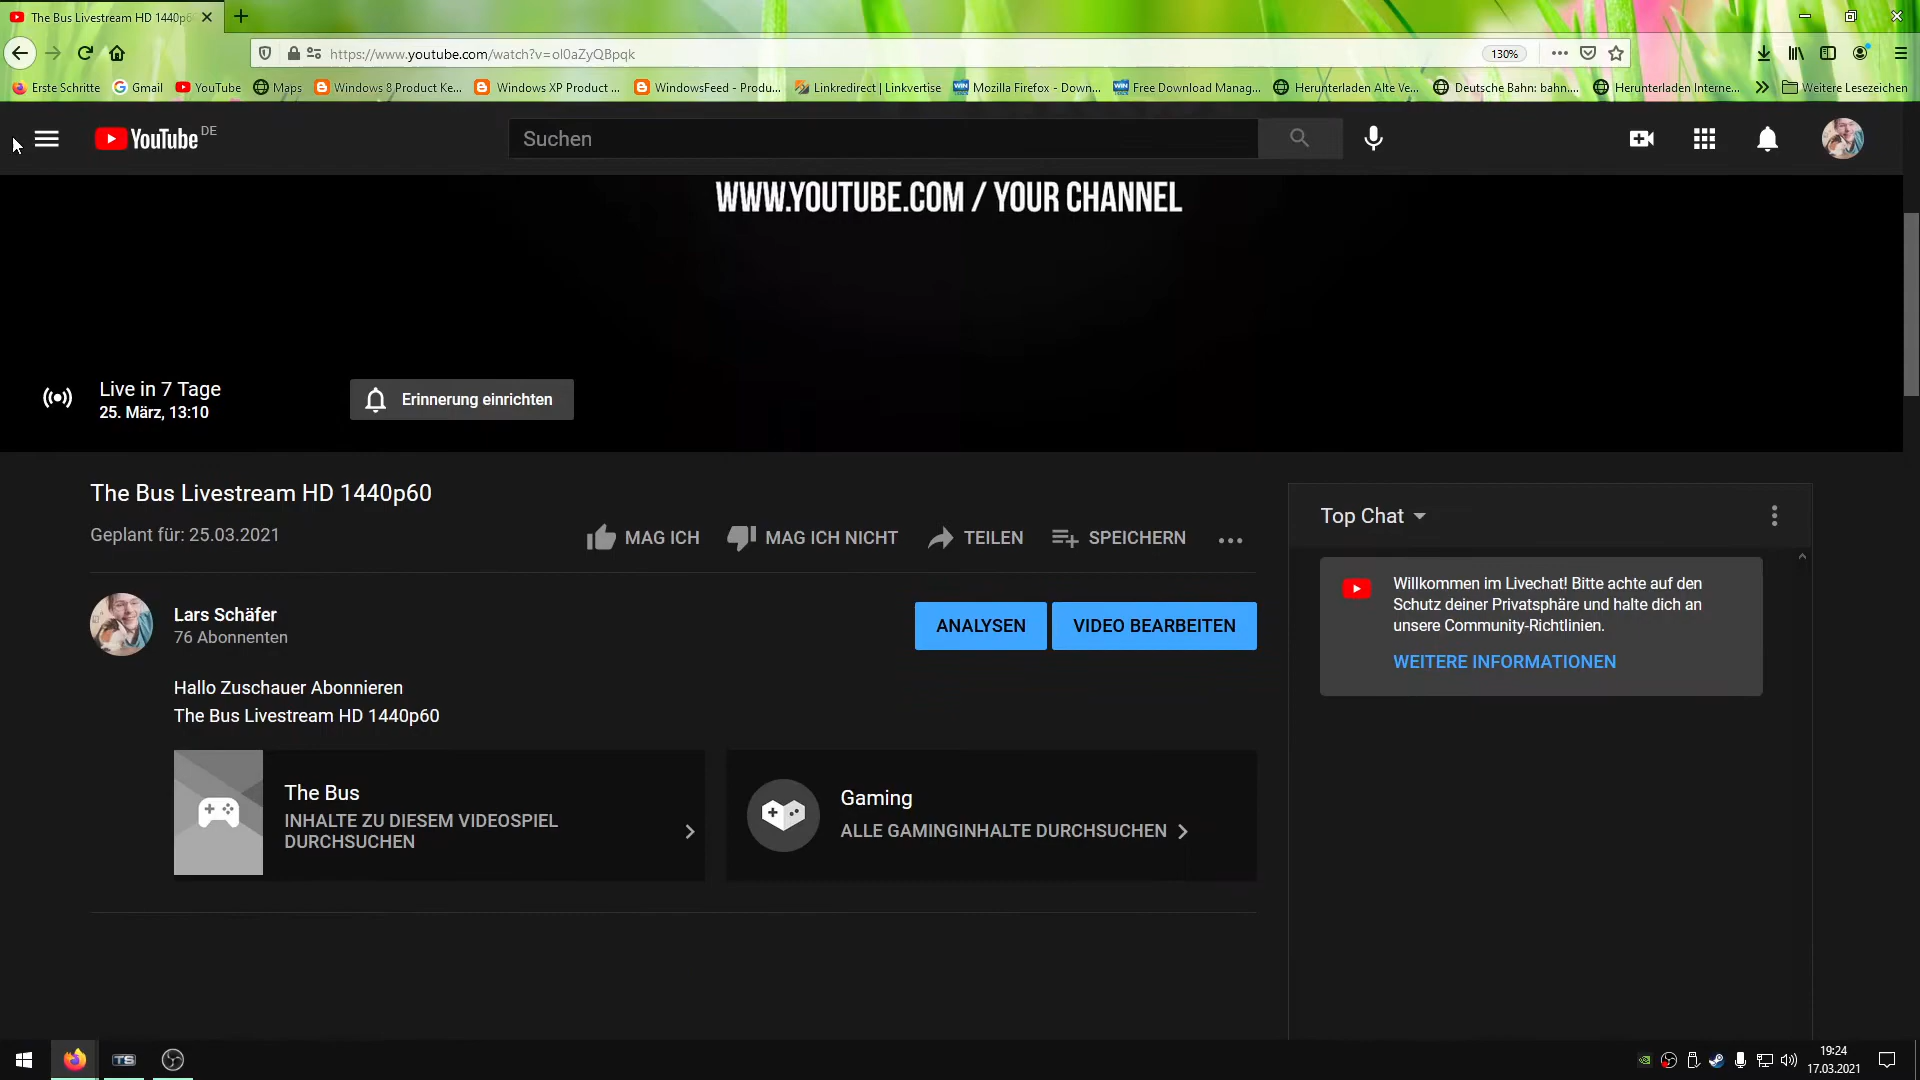 The Bus Livestream HD 1440p6
https://www.youtube.com/watch?v=ol0aZyQBpqk
130%
Erste Schritte
Gmail
YouTube
Maps
Windows 8 Product Ke...
Windows XP Product ...
WindowsFeed - Produ...
Linkredirect | Linkvertise
Mozilla Firefox - Down...
Free Download Manag...
Herunterladen Alte Ve...
Deutsche Bahn: bahn....
Herunterladen Interne...
Weitere Lesezeichen
YouTube DE
Suchen
WWW.YOUTUBE.COM / YOUR CHANNEL
Live in 7 Tage
25. März, 13:10
Erinnerung einrichten
The Bus Livestream HD 1440p60
Geplant für: 25.03.2021
MAG ICH
MAG ICH NICHT
TEILEN
SPEICHERN
Lars Schäfer
76 Abonnenten
ANALYSEN
VIDEO BEARBEITEN
Hallo Zuschauer Abonnieren
The Bus Livestream HD 1440p60
The Bus
INHALTE ZU DIESEM VIDEOSPIEL
DURCHSUCHEN
Gaming
ALLE GAMINGINHALTE DURCHSUCHEN
Top Chat
Willkommen im Livechat! Bitte achte auf den
Schutz deiner Privatsphäre und halte dich an
unsere Community-Richtlinien.
WEITERE INFORMATIONEN
TS
19:24
17.03.2021